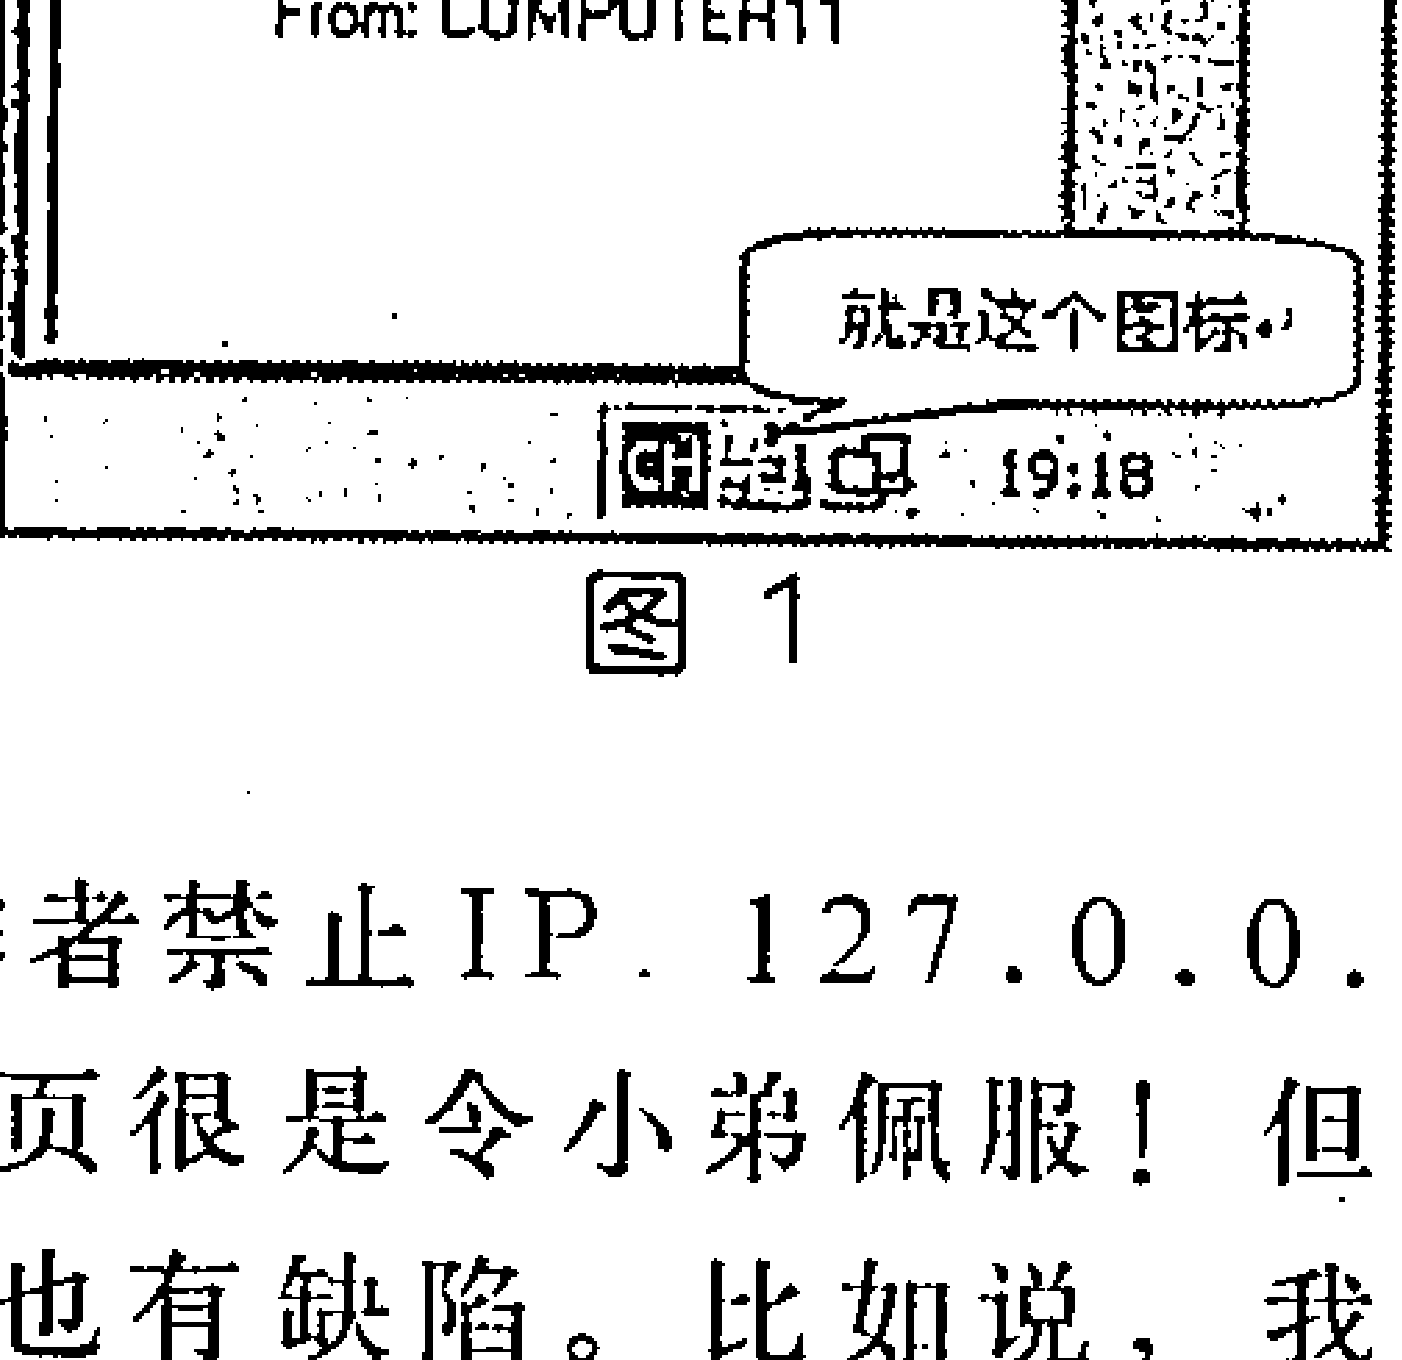 From: COMPUTER11
就是这个图标。
CH
19:18
图 1
者禁止IP. 127.0.0.
页很是令小弟佩服! 但
也有缺陷。比如说, 我